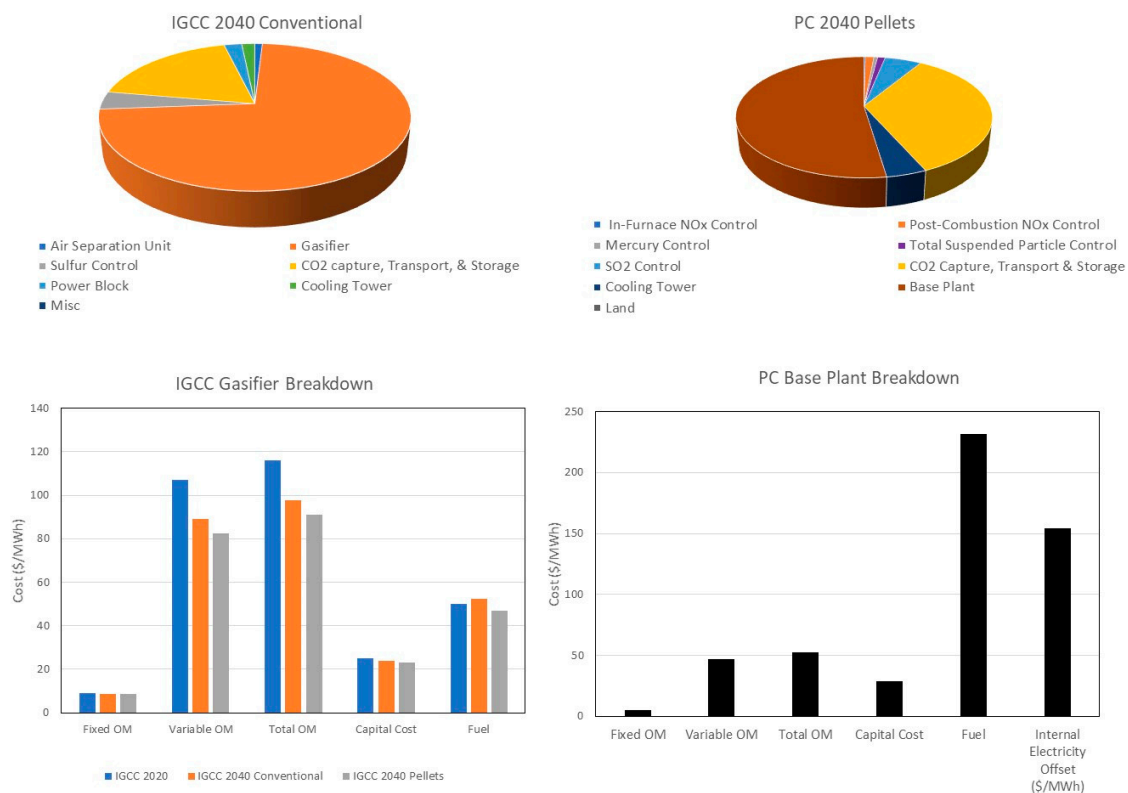 IGCC 2040 Conventional
Air Separation Unit
Gasifier
Sulfur Control
CO2 capture, Transport, & Storage
Power Block
Cooling Tower
Misc
PC 2040 Pellets
In-Furnace NOx Control
Post-Combustion NOx Control
Mercury Control
Total Suspended Particle Control
SO2 Control
CO2 Capture, Transport & Storage
Cooling Tower
Base Plant
Land
IGCC Gasifier Breakdown
Cost ($/MWh)
140
120
100
80
60
40
20
0
Fixed OM
Variable OM
Total OM
Capital Cost
Fuel
IGCC 2020
IGCC 2040 Conventional
IGCC 2040 Pellets
PC Base Plant Breakdown
Cost ($/MWh)
250
200
150
100
50
0
Fixed OM
Variable OM
Total OM
Capital Cost
Fuel
Internal
Electricity
Offset
($/MWh)